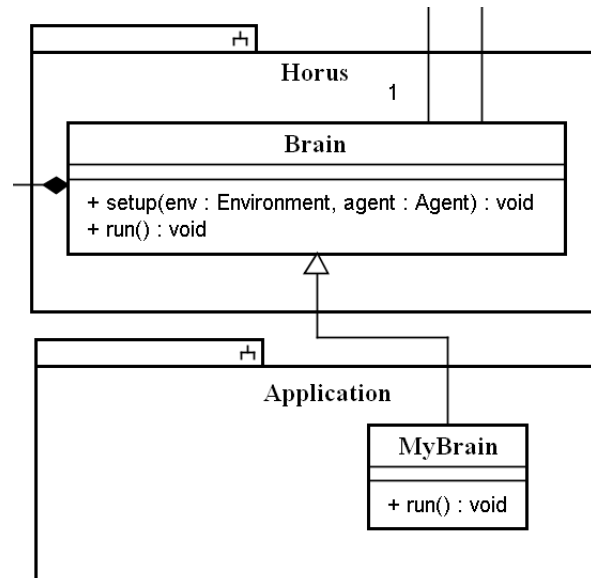 Horus
1
Brain
+ setup(env : Environment, agent : Agent) : void
+ run() : void
Application
MyBrain
+ run() : void